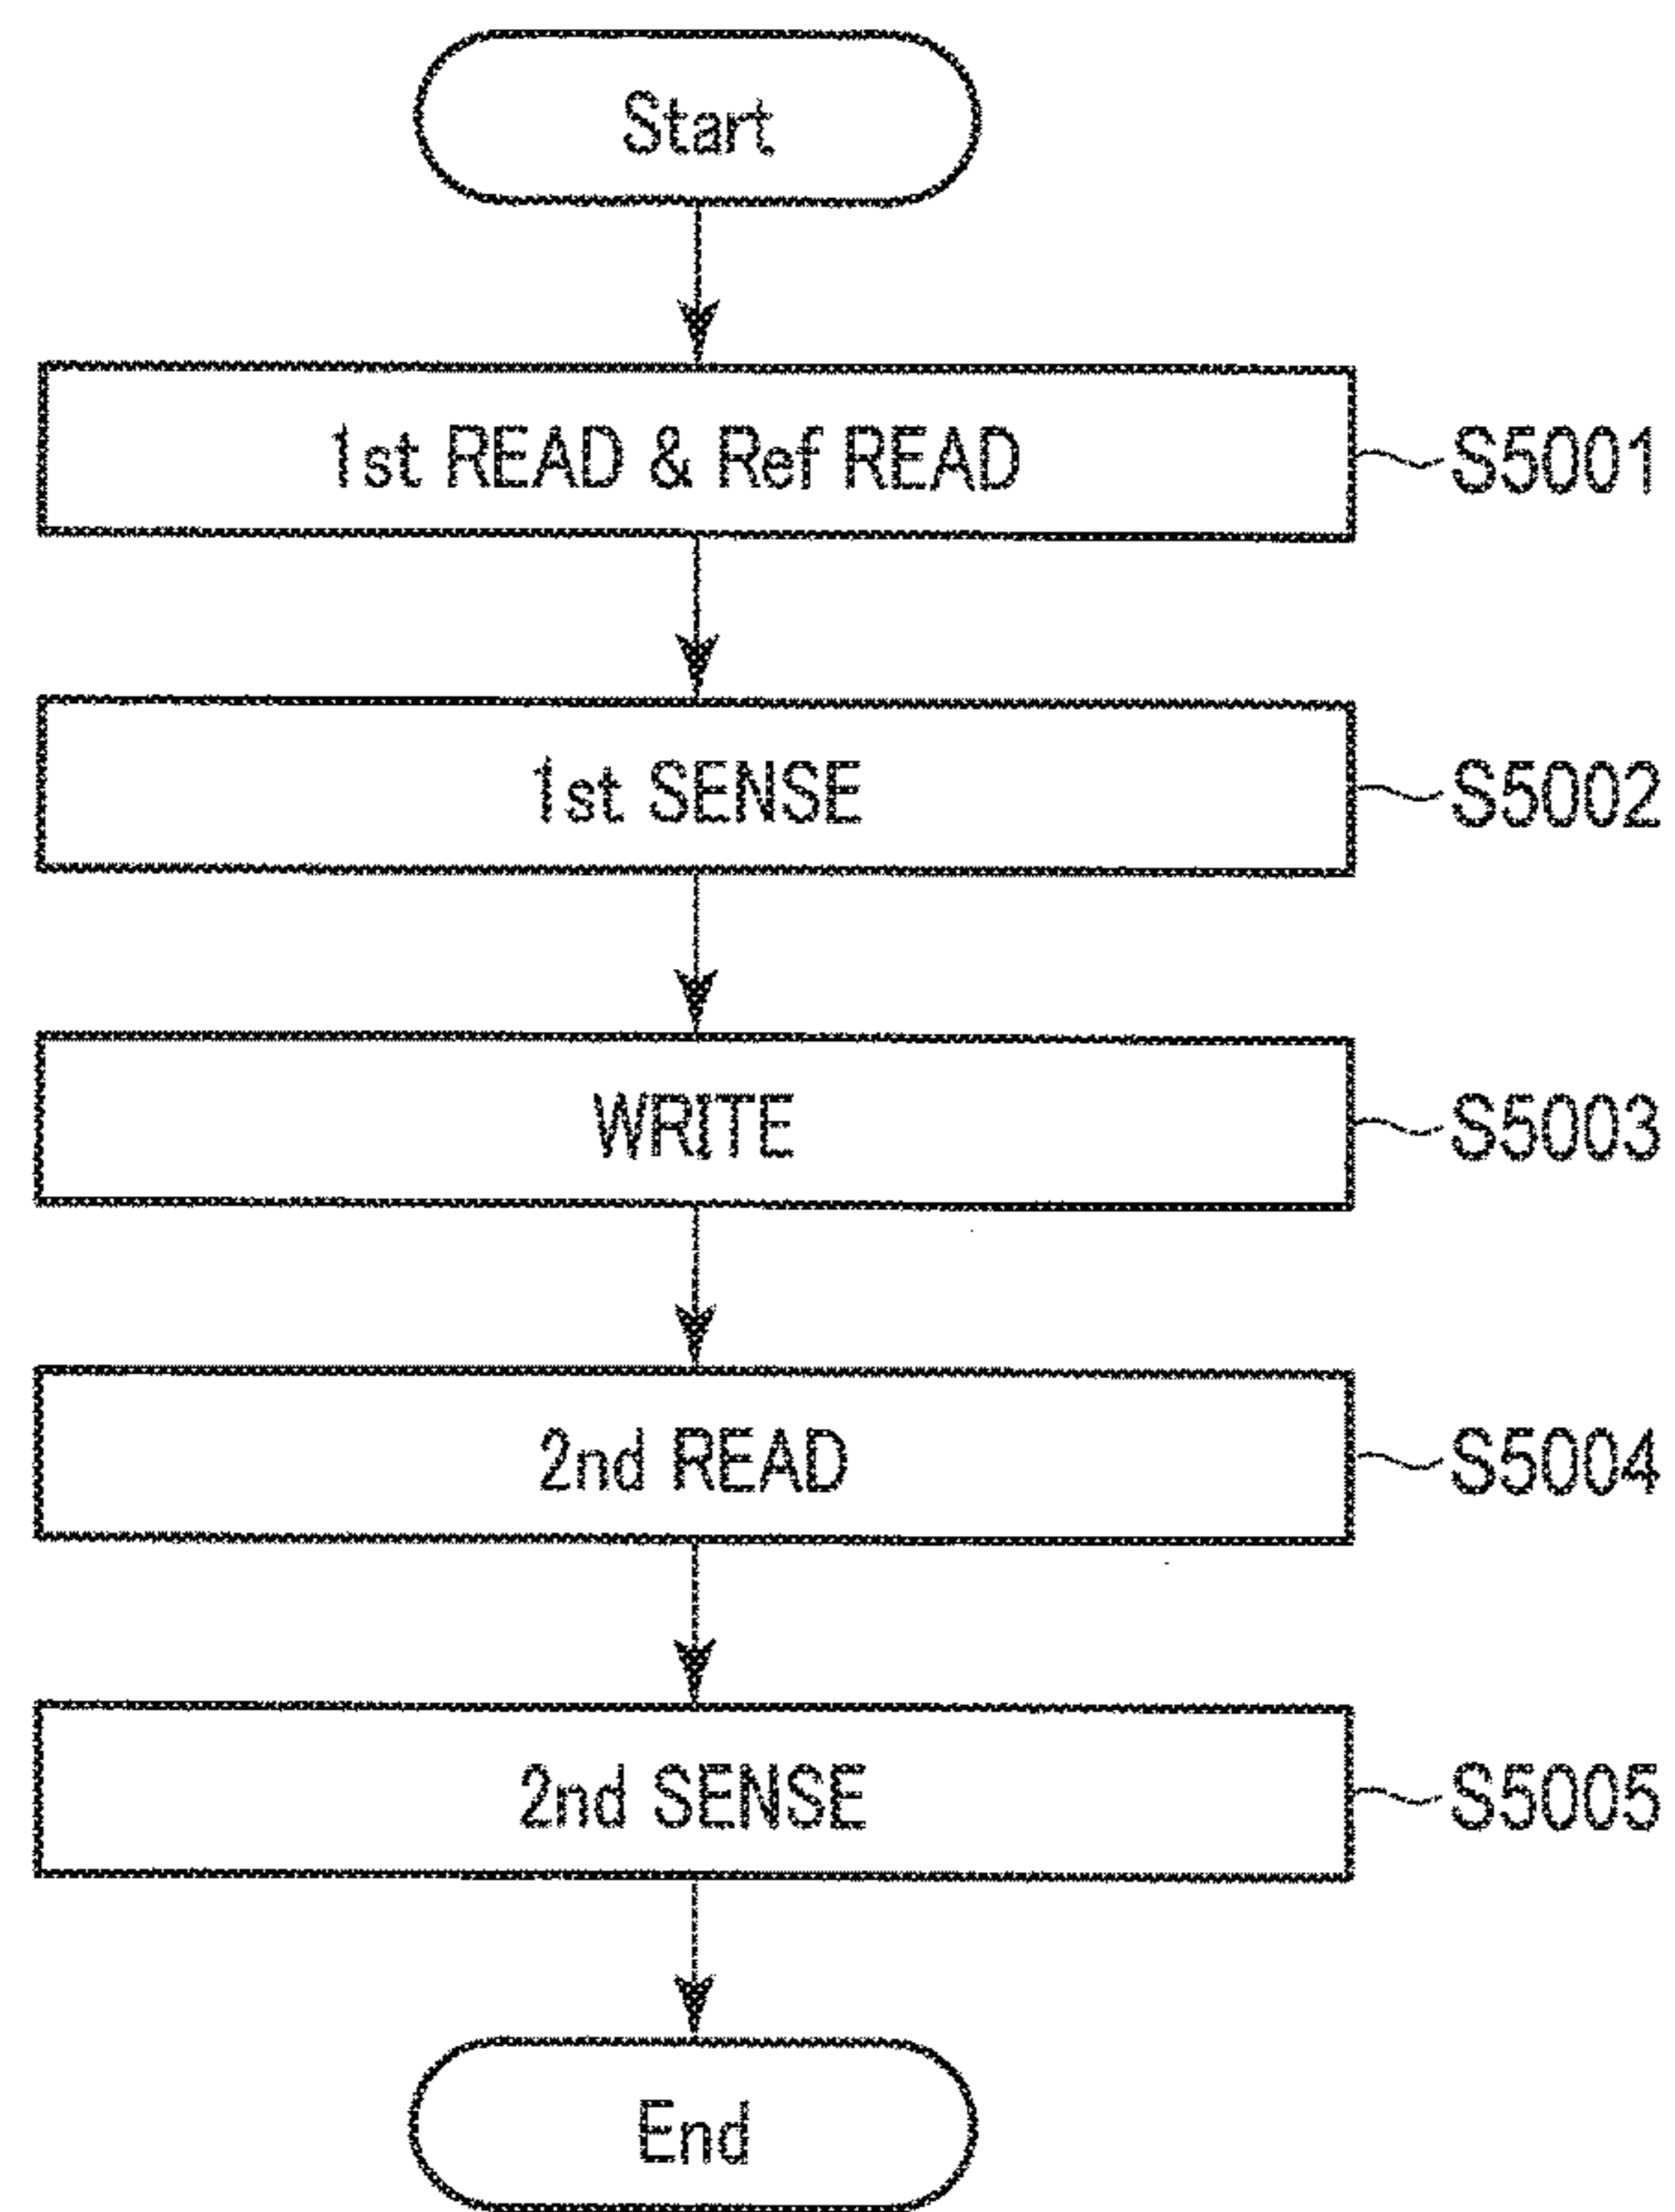 Start
1st READ & Ref READ
S5001
1st SENSE
S5002
WRITE
S5003
2nd READ
S5004
2nd SENSE
S5005
End